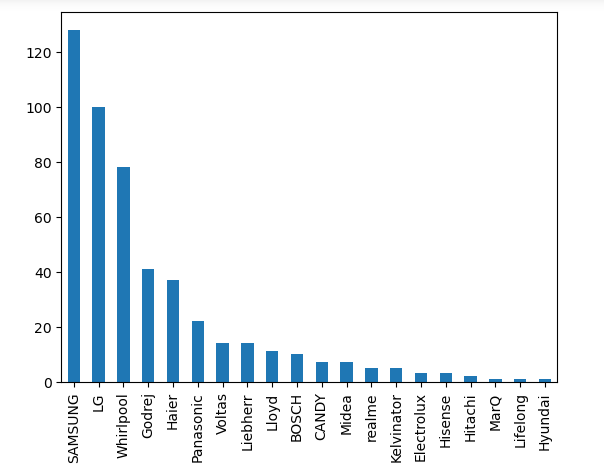 120
100
80
60
40
20
0
SAMSUNG
LG
Whirlpool
Godrej
Haier
Panasonic
Voltas
Liebherr
Lloyd
BOSCH
CANDY
Midea
realme
Kelvinator
Electrolux
Hisense
Hitachi
MarQ
Lifelong
Hyundai